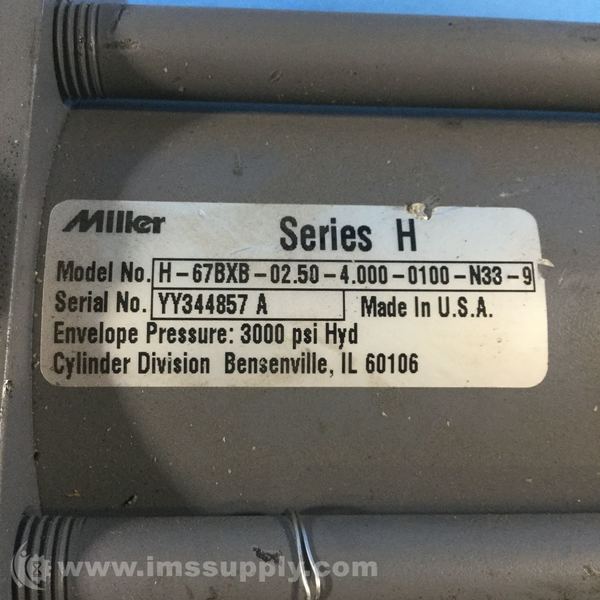 Miller
Series H
Model No. H-67BXB-02.50-4.000-0100-N33-9
Serial No. YY344857 A Made In U.S.A.
Envelope Pressure: 3000 psi Hyd
Cylinder Division Bensenville, IL 60106
www.imssupply.com